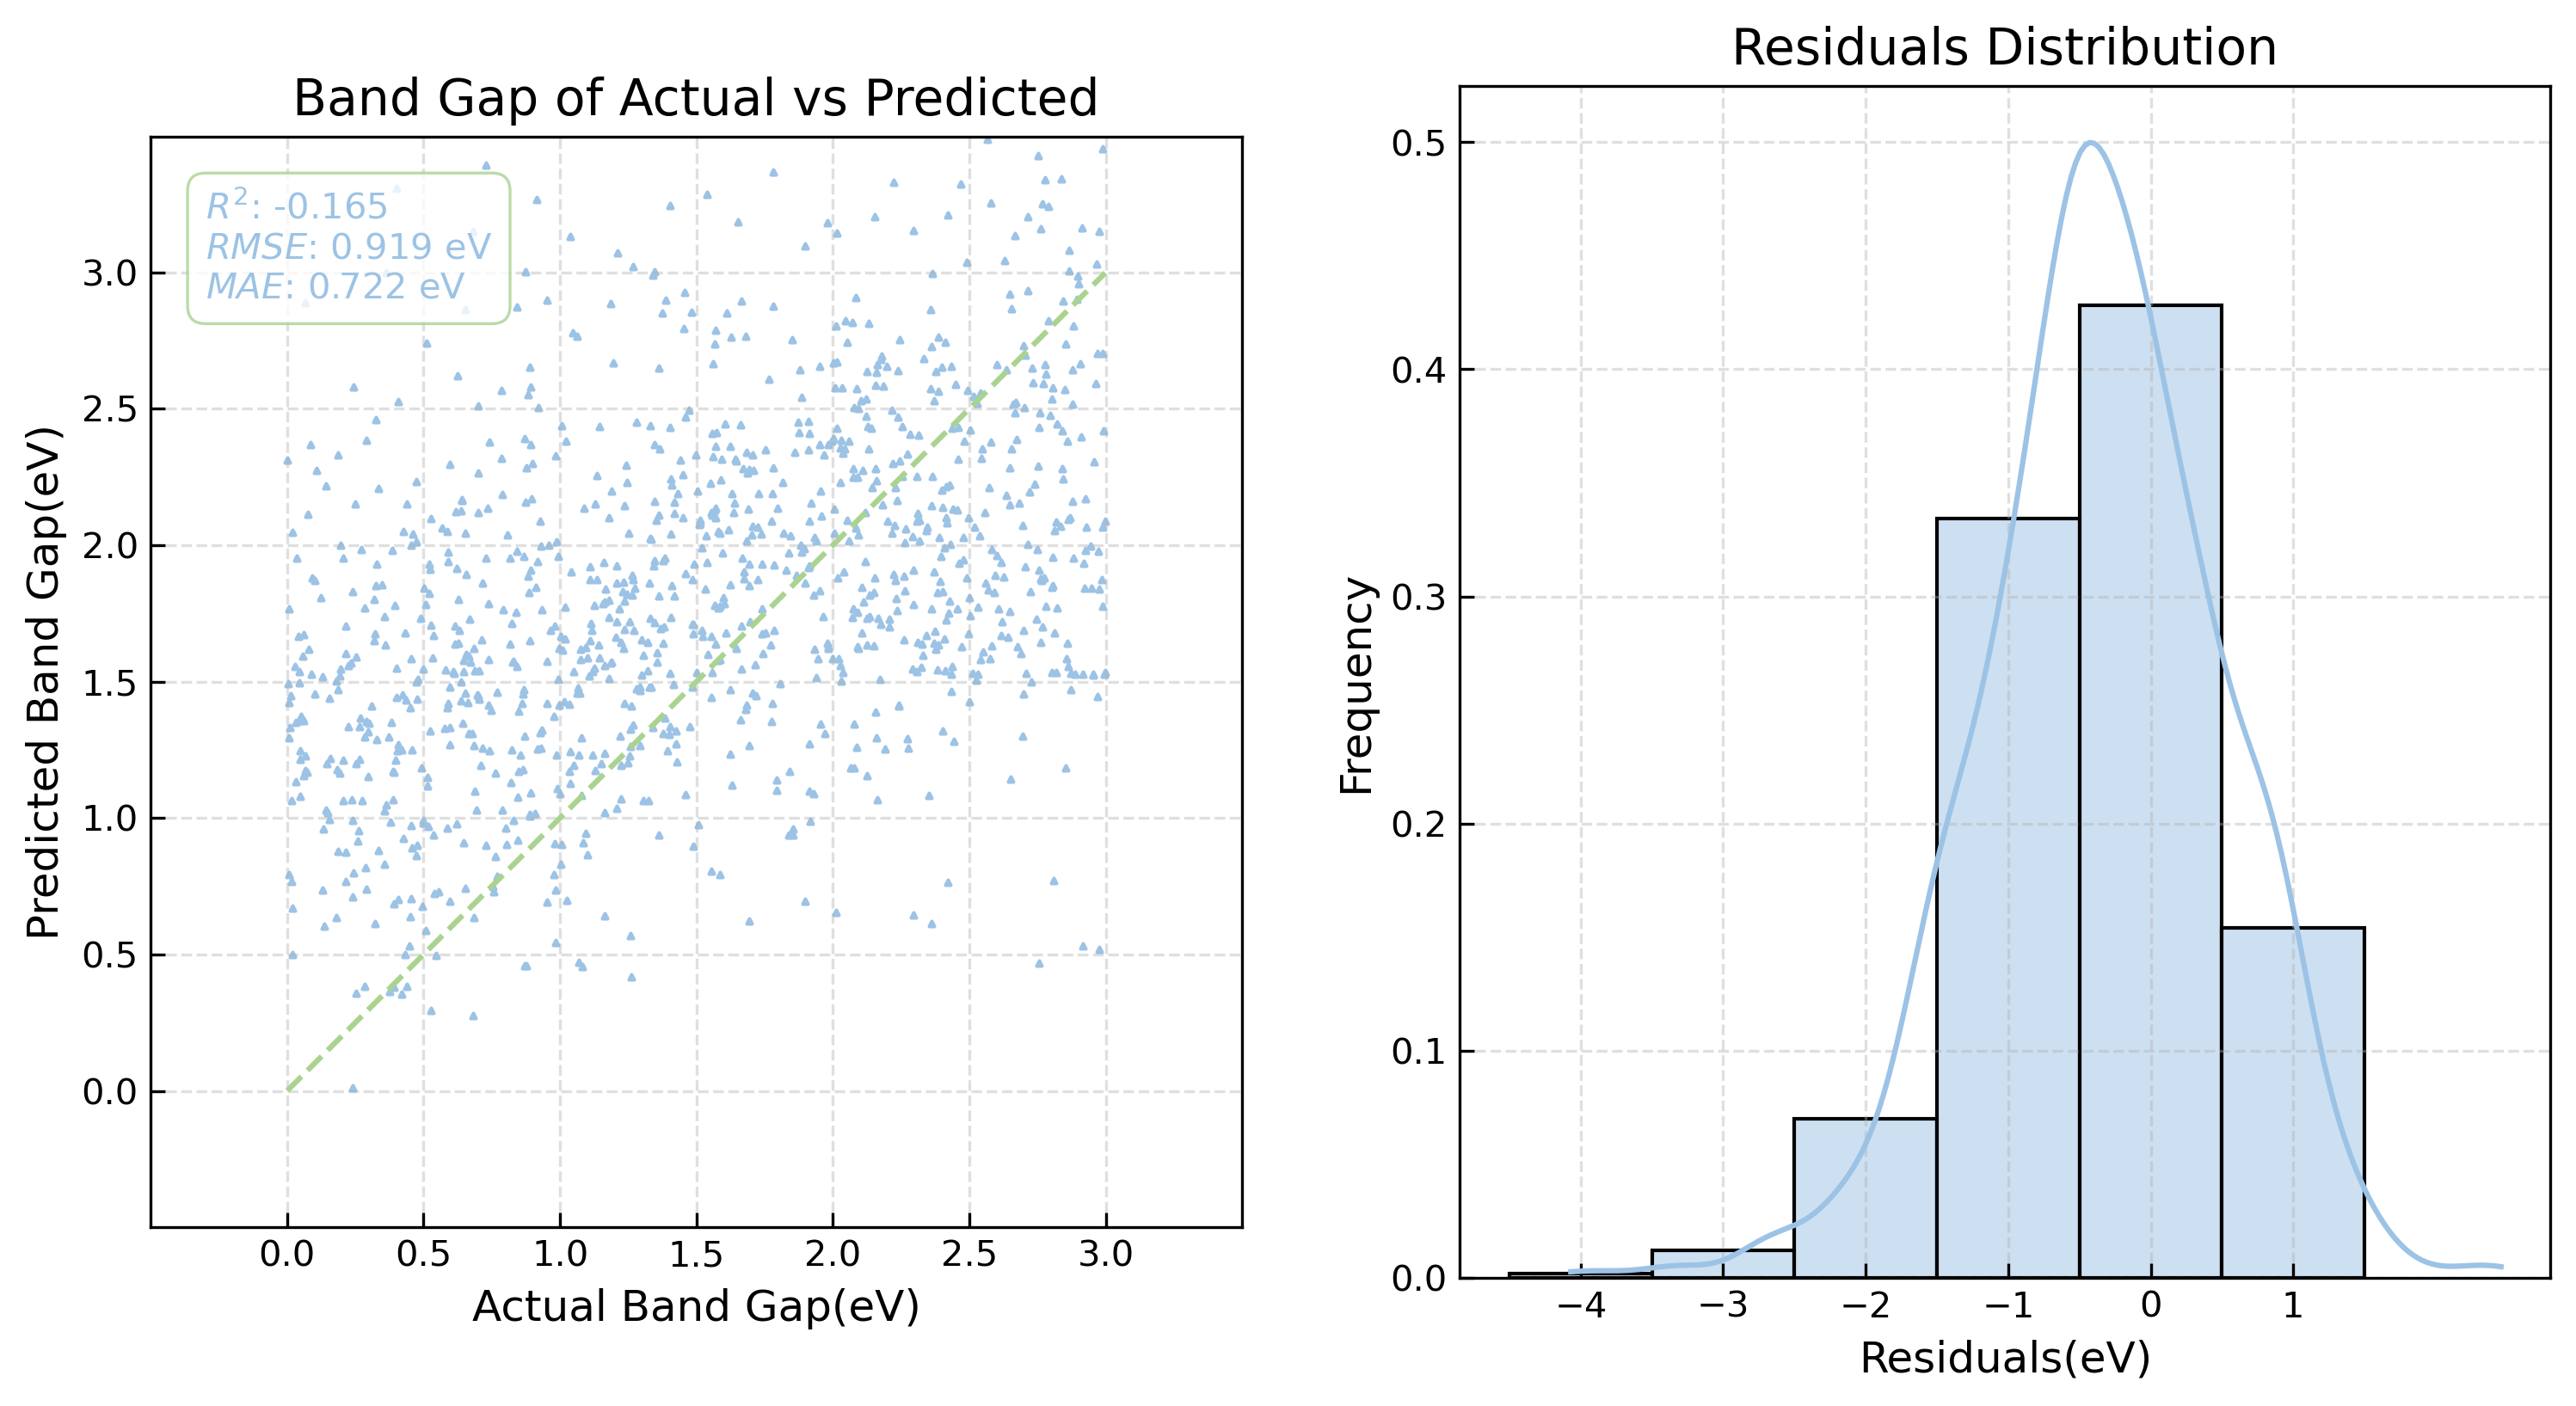 Band Gap of Actual vs Predicted
R²: -0.165
RMSE: 0.919 eV
MAE: 0.722 eV
Predicted Band Gap(eV)
3.0
2.5
2.0
1.5
1.0
0.5
0.0
0.0 0.5 1.0 1.5 2.0 2.5 3.0
Actual Band Gap(eV)
Residuals Distribution
Frequency
0.5
0.4
0.3
0.2
0.1
0.0
−4 −3 −2 −1 0 1
Residuals(eV)